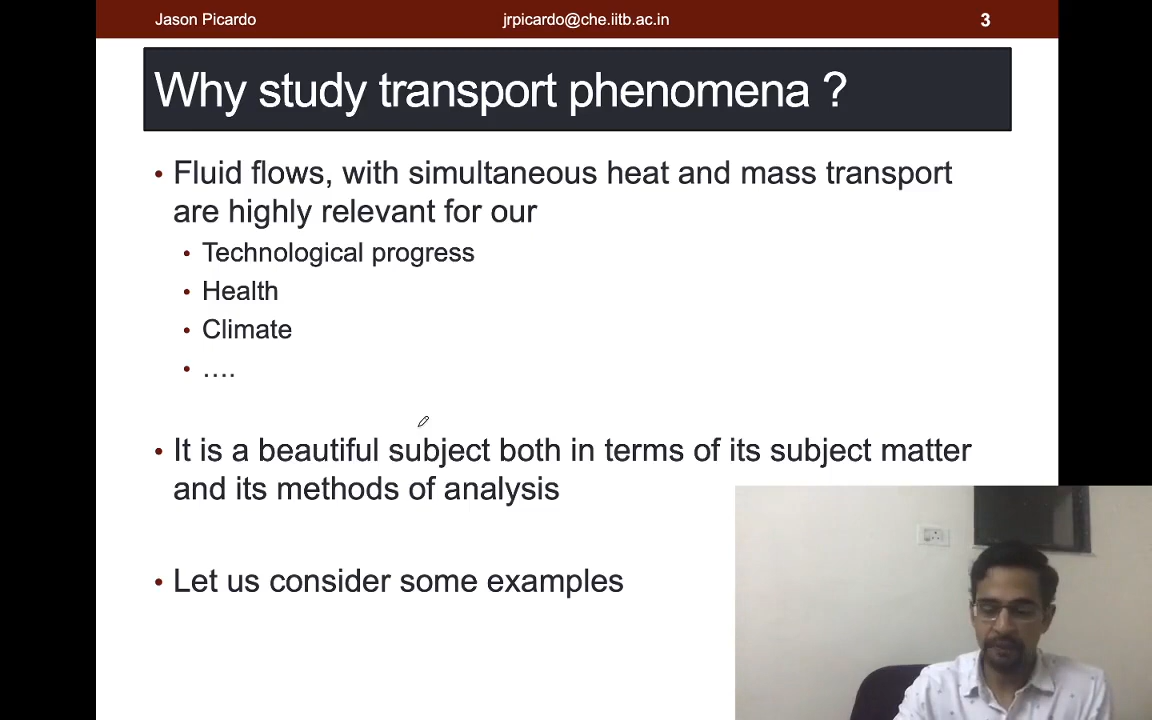 Jason Picardo
jrpicardo@che.iitb.ac.in
3
Why study transport phenomena ?
• Fluid flows, with simultaneous heat and mass transport
are highly relevant for our
• Technological progress
• Health
• Climate
• ….
• It is a beautiful subject both in terms of its subject matter
and its methods of analysis
• Let us consider some examples